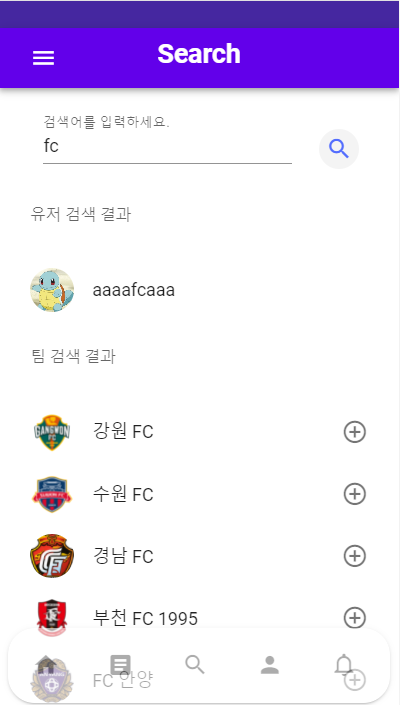 Search
검색어를 입력하세요.
fc
유저 검색 결과
aaaafcaaa
팀 검색 결과
GANGWON
FC
강원 FC
수원 FC
경남 FC
부천 FC 1995
FC 안양